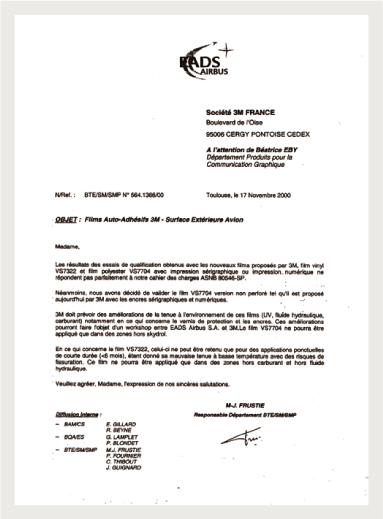 EADS
AIRBUS
Société 3M FRANCE
Boulevard de l'Oise
95006 CERGY PONTOISE CEDEX
A l'attention de Béatrice EBY
Département Produits pour la
Communication Graphique
N/Ref. : BTE/SM/SMP N° 564.1366/00
Toulouse, le 17 Novembre 2000
OBJET : Films Auto-Adhésifs 3M - Surface Extérieure Avion
Madame,
Les résultats des essais de qualification obtenus avec les nouveaux films proposés par 3M, film vinyl
VS7322 et film polyester VS7704 avec impression sérigraphique ou impression numérique ne
répondent pas parfaitement à notre cahier des charges ASNB 80546-SP.
Néanmoins, nous avons décidé de valider le film VS7704 version non perforé tel qu'il est proposé
aujourd'hui par 3M avec les encres sérigraphiques et numériques.
3M doit prévoir des améliorations de la tenue à l'environnement de ces films (UV, fluide hydraulique,
carburant) notamment en ce qui concerne le vernis de protection et les encres. Ces améliorations
pourront faire l'objet d'un workshop entre EADS Airbus S.A. et 3M.Le film VS7704 ne pourra être
appliqué que dans des zones hors skydrol.
En ce qui concerne le film VS7322, celui-ci ne peut être retenu que pour des applications ponctuelles
de courte durée (<6 mois), étant donné sa mauvaise tenue à basse température avec des risques de
fissuration. Ce film ne pourra être appliqué que dans des zones hors carburant et hors fluide
hydraulique.
Veuillez agréer, Madame, l'expression de nos sincères salutations.
M-J. FRUSTIE
Responsable Département BTE/SM/SMP
Diffusion Interne :
– BAM/CS E. GILLARD
R. BEYNE
– BQA/ES G. LAMPLET
P. BLONDET
– BTE/SM/SMP M.J. FRUSTIE
P. FOURNIER
C. THIBOUT
J. GUIGNARD